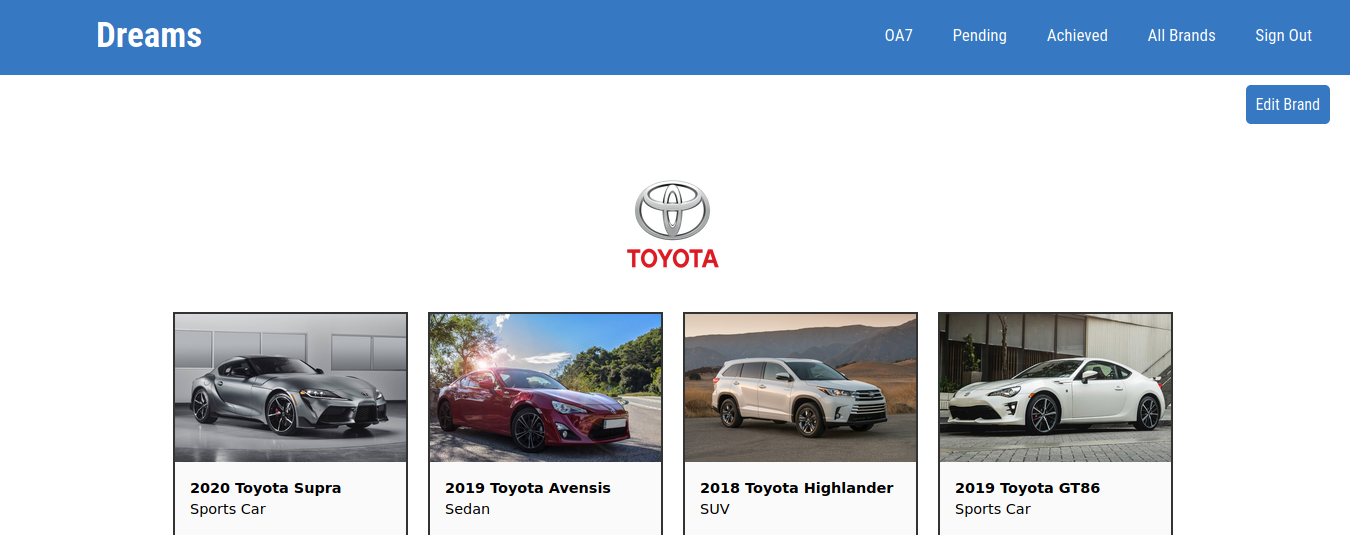 Dreams
OA7 Pending Achieved All Brands Sign Out
Edit Brand
TOYOTA
2020 Toyota Supra
Sports Car
2019 Toyota Avensis
Sedan
2018 Toyota Highlander
SUV
2019 Toyota GT86
Sports Car